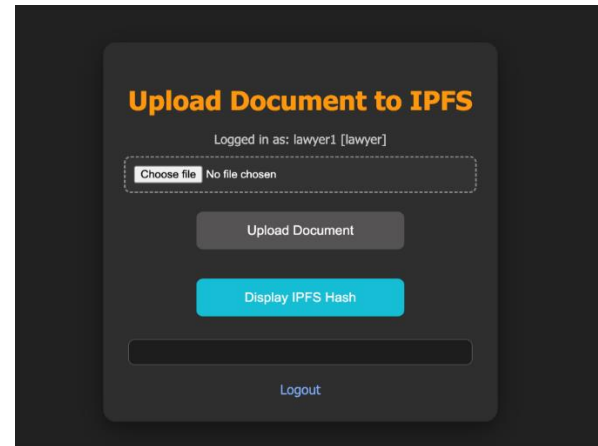 Upload Document to IPFS
Logged in as: lawyer1 [lawyer]
Choose file No file chosen
Upload Document
Display IPFS Hash
Logout